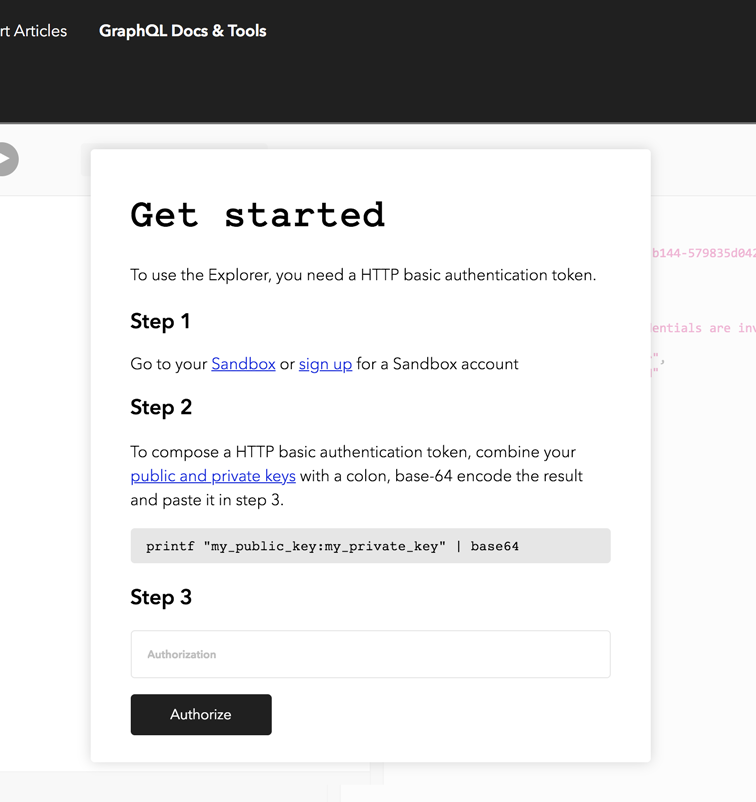 rt Articles GraphQL Docs & Tools
Get started
To use the Explorer, you need a HTTP basic authentication token.
b144-579835d042
Step 1
entials are inv
Go to your Sandbox or sign up for a Sandbox account
",
"
Step 2
To compose a HTTP basic authentication token, combine your
public and private keys with a colon, base-64 encode the result
and paste it in step 3.
printf "my_public_key:my_private_key" | base64
Step 3
Authorization
Authorize